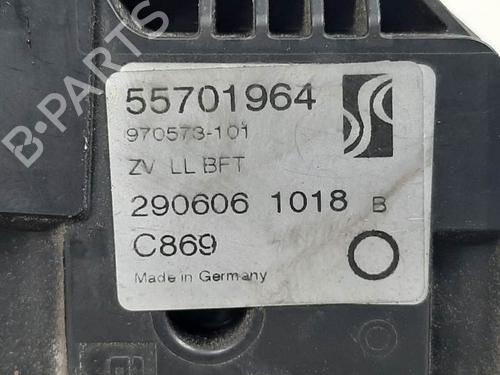 B-PARTS
55701964
970573-101
ZV LL BFT
290606 1018 B
C869
Made in Germany